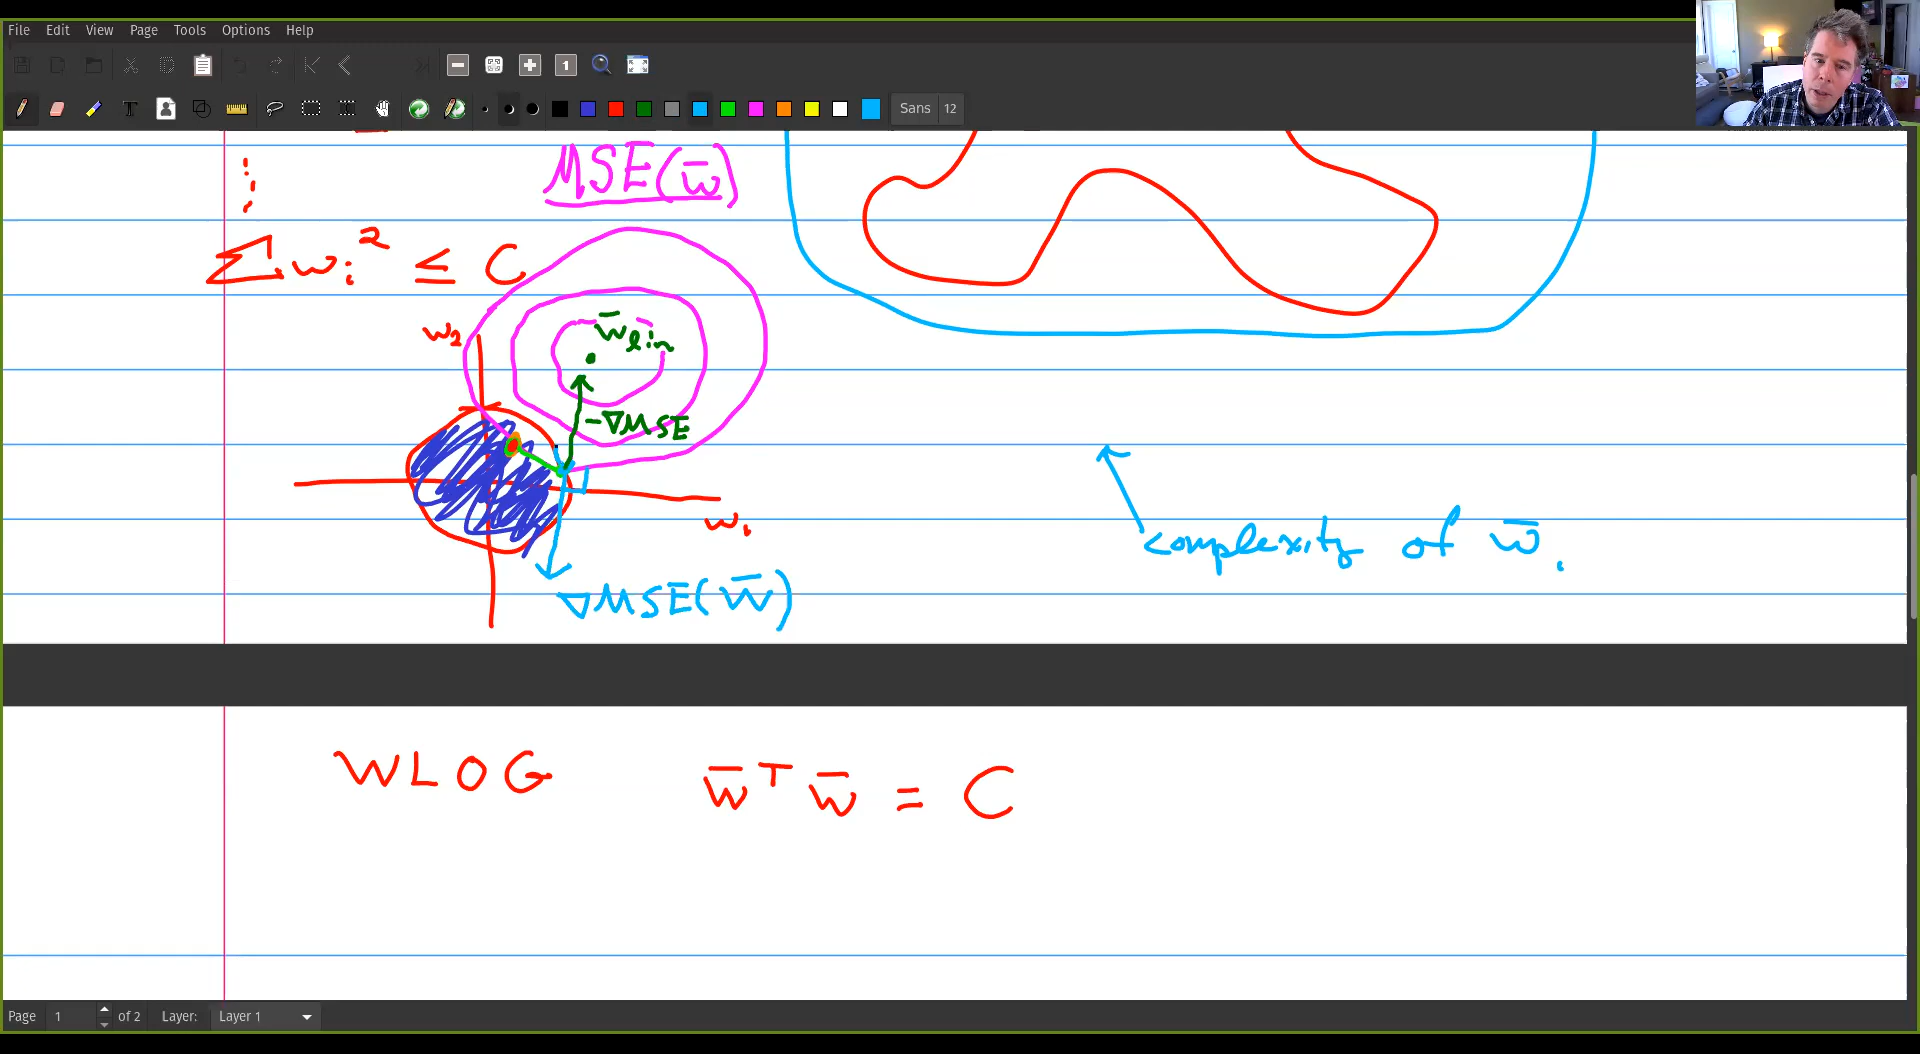 File Edit View Page Tools Options Help
Sans 12
MSE(w̄)
∑wᵢ² ≤ C
w₂
w̄ₗᵢₙ
-∇MSE
w₁
∇MSE(w̄)
complexity of w̄.
WLOG w̄ᵀw̄ = C
Page 1 of 2 Layer: Layer 1